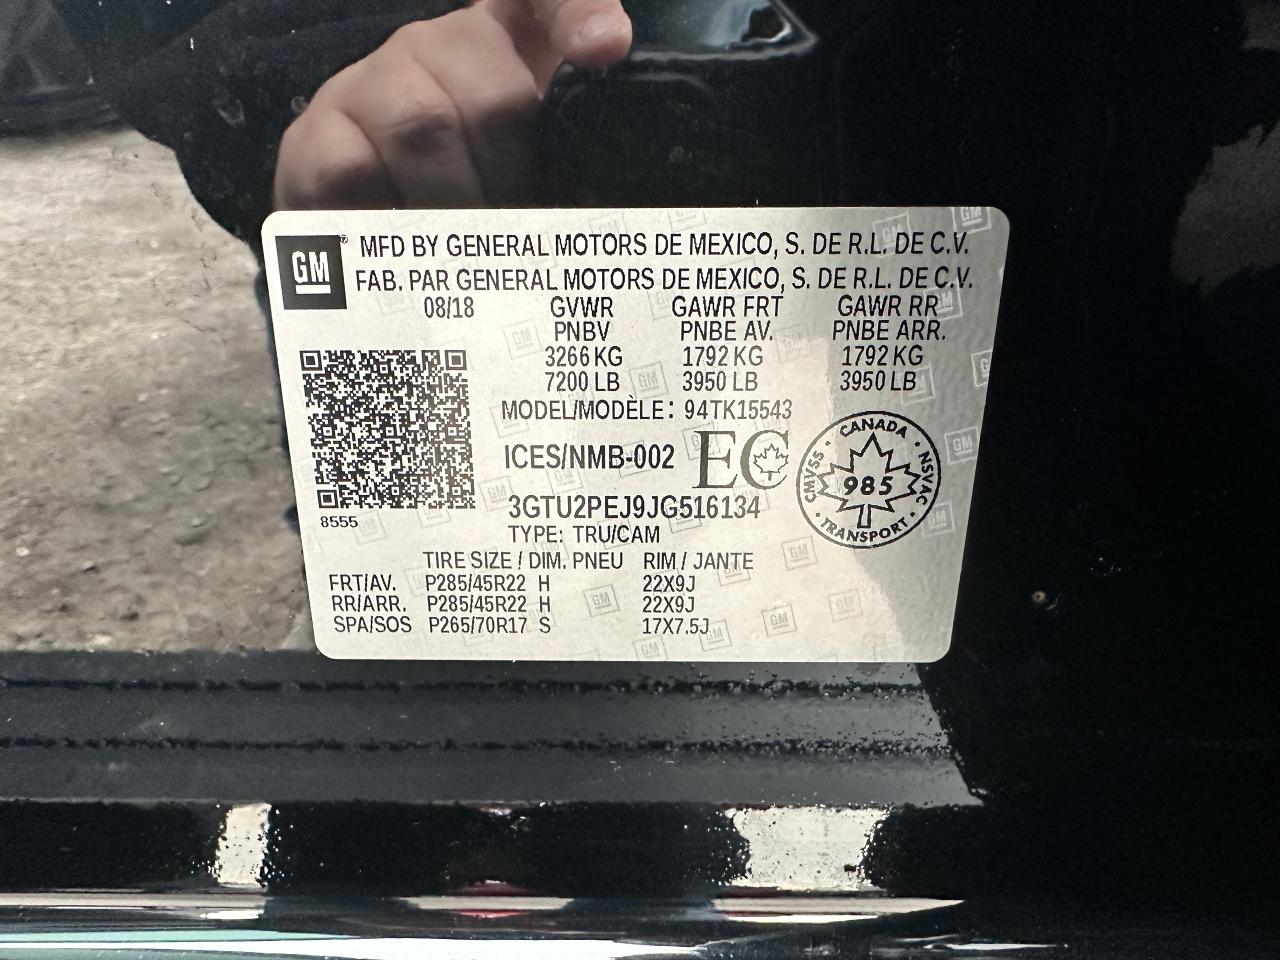 GM® MFD BY GENERAL MOTORS DE MEXICO, S. DE R.L. DE C.V.
FAB. PAR GENERAL MOTORS DE MEXICO, S. DE R.L. DE C.V.
08/18 GVWR GAWR FRT GAWR RR
PNBV PNBE AV. PNBE ARR.
3266 KG 1792 KG 1792 KG
7200 LB 3950 LB 3950 LB
MODEL/MODÈLE: 94TK15543
ICES/NMB-002 EC
CANADA
CMVSS 985 NSVAC
TRANSPORT
3GTU2PEJ9JG516134
8555
TYPE: TRU/CAM
TIRE SIZE / DIM. PNEU RIM / JANTE
FRT/AV. P285/45R22 H 22X9J
RR/ARR. P285/45R22 H 22X9J
SPA/SOS P265/70R17 S 17X7.5J